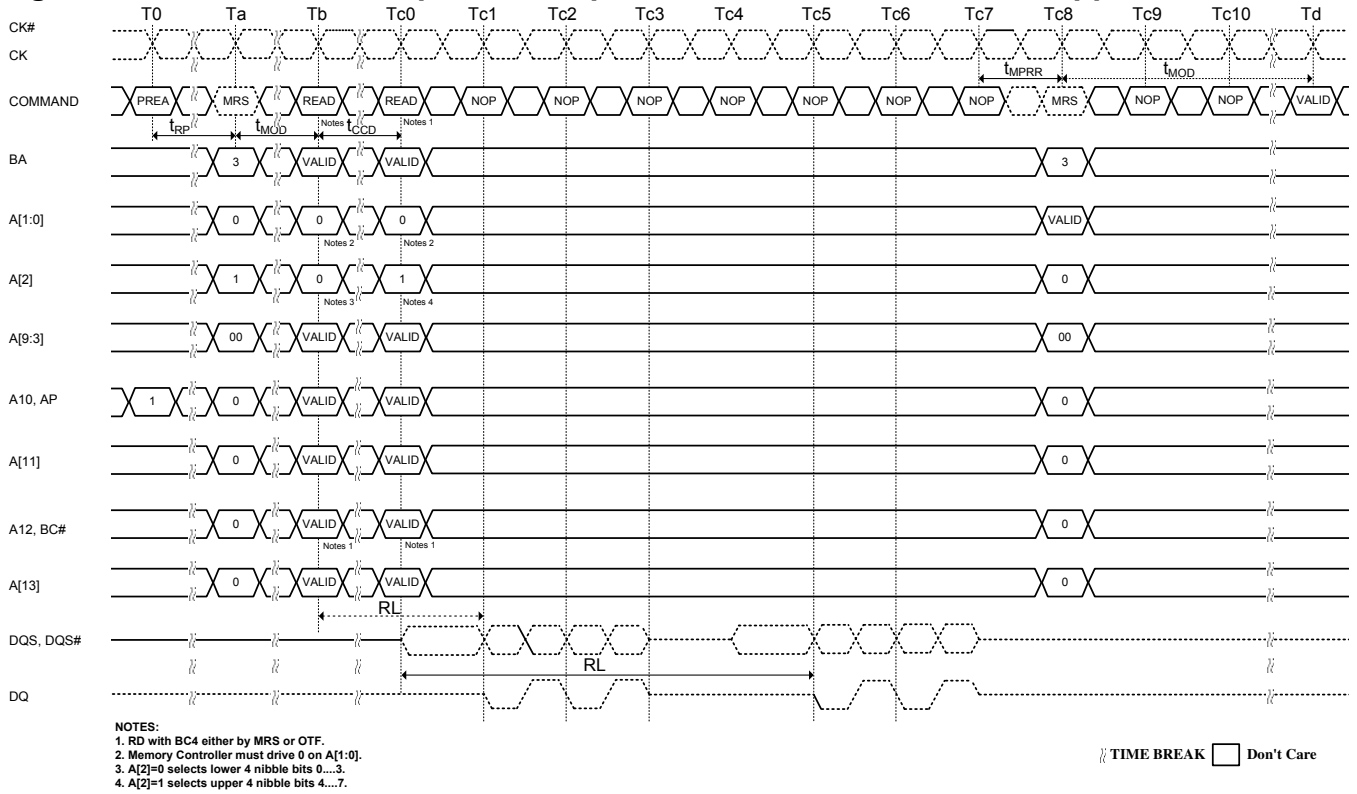 T0 Ta Tb Tc0 Tc1 Tc2 Tc3 Tc4 Tc5 Tc6 Tc7 Tc8 Tc9 Tc10 Td
CK#
CK
tMPRR tMOD
COMMAND PREA MRS READ READ NOP NOP NOP NOP NOP NOP NOP MRS NOP NOP VALID
Notes 1
tRP tMOD tCCD
BA 3 VALID VALID 3
A[1:0] 0 0 0 VALID
Notes 2 Notes 2
A[2] 1 0 1 0
Notes 3 Notes 4
A[9:3] 00 VALID VALID 00
A10, AP 1 0 VALID VALID 0
A[11] 0 VALID VALID 0
A12, BC# 0 VALID VALID 0
Notes 1 Notes 1
A[13] 0 VALID VALID 0
RL
DQS, DQS#
RL
DQ
NOTES:
1. RD with BC4 either by MRS or OTF.
2. Memory Controller must drive 0 on A[1:0].
3. A[2]=0 selects lower 4 nibble bits 0....3.
4. A[2]=1 selects upper 4 nibble bits 4....7.
TIME BREAK Don't Care